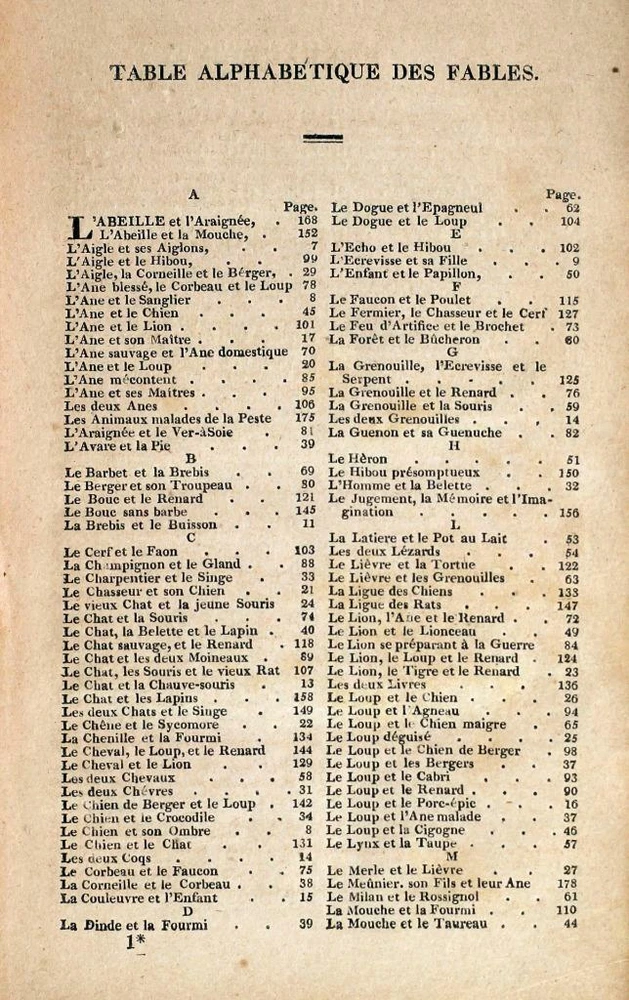 TABLE ALPHABÉTIQUE DES FABLES.
A
Page.
L'ABEILLE et l'Araignée, . 168
L'Abeille et la Mouche, . 152
L'Aigle et ses Aiglons, 7
L'Aigle et le Hibou, . . 99
L'Aigle, la Corneille et le Bérger, . 29
L'Ane blessé, le Corbeau et le Loup 78
L'Ane et le Sanglier . . . 8
L'Ane et le Chien . . . 45
L'Ane et le Lion . . . . 101
L'Ane et son Maître . . . 17
L'Ane sauvage et l'Ane domestique 70
L'Ane et le Loup . . . 20
L'Ane mécontent . . . . 85
L'Ane et ses Maîtres . . . 95
Les deux Anes . . . . 106
Les Animaux malades de la Peste 175
L'Araignée et le Ver-àSoie . 81
L'Avare et la Pie . . . 39
B
Le Barbet et la Brebis . . 69
Le Berger et son Troupeau . . 80
Le Bouc et le Renard . . 121
Le Bouc sans barbe . . . 145
La Brebis et le Buisson . . 11
C
Le Cerf et le Faon . . . 103
La Champignon et le Gland . . 88
Le Charpentier et le Singe . 33
Le Chasseur et son Chien . . 21
Le vieux Chat et la jeune Souris 24
Le Chat et la Souris . . . 74
Le Chat, la Belette et le Lapin . 40
Le Chat sauvage, et le Renard . 118
Le Chat et les deux Moineaux . 89
Le Chat, les Souris et le vieux Rat 107
Le Chat et la Chauve-souris . 13
Le Chat et les Lapins . . . 158
Les deux Chats et le Singe . 149
Le Chêne et le Sycomore . . 22
La Chenille et la Fourmi . . 134
Le Cheval, le Loup, et le Renard 144
Le Cheval et le Lion . . . 129
Les deux Chevaux . . . 58
Les deux Chévres . . . . 31
Le Chien de Berger et le Loup . 142
Le Chien et le Crocodile . . 34
Le Chien et son Ombre . . 8
Le Chien et le Chat . . . 131
Les deux Coqs . . . . 14
Le Corbeau et le Faucon . . 75
La Corneille et le Corbeau . . 38
La Couleuvre et l'Enfant . . 15
D
La Dinde et la Fourmi . . 39
1*
Page.
Le Dogue et l'Epagneul . . 62
Le Dogue et le Loup . . 104
E
L'Echo et le Hibou . . . 102
L'Ecrevisse et sa Fille . . 9
L'Enfant et le Papillon, . . 50
F
Le Faucon et le Poulet . . 115
Le Fermier, le Chasseur et le Cerf 127
Le Feu d'Artifice et le Brochet . 73
La Forêt et le Bûcheron . . 60
G
La Grenouille, l'Ecrevisse et le
Serpent . . . . . 125
La Grenouille et le Renard . . 76
La Grenouille et la Souris . . 59
Les deux Grenouilles . . . 14
La Guenon et sa Guenuche . . 82
H
Le Héron . . . . . 51
Le Hibou présomptueux . . 150
L'Homme et la Belette . . . 32
Le Jugement, la Mémoire et l'Ima-
gination . . . . . 156
L
La Latiere et le Pot au Lait . 53
Les deux Lézards . . . . 54
Le Lièvre et la Tortue . . 122
Le Lièvre et les Grenouilles . 63
La Ligue des Chiens . . . 133
La Ligue des Rats . . . 147
Le Lion, l'Ane et le Renard . . 72
Le Lion et le Lionceau . . 49
Le Lion se préparant à la Guerre 84
Le Lion, le Loup et le Renard . 124
Le Lion, le Tigre et le Renard . 23
Les deux Livres . . . . 136
Le Loup et le Chien . . . 26
Le Loup et l'Agneau . . . 94
Le Loup et le Chien maigre . 65
Le Loup déguisé . . . . 25
Le Loup et le Chien de Berger . 98
Le Loup et les Bergers . . 37
Le Loup et le Cabri . . . 93
Le Loup et le Renard . . . 90
Le Loup et le Porc-épic . . . 16
Le Loup et l'Ane malade . . 37
Le Loup et la Cigogne . . . 46
Le Lynx et la Taupe . . . 57
M
Le Merle et le Lièvre . . 27
Le Meûnier. son Fils et leur Ane 178
Le Milan et le Rossignol . . 61
La Mouche et la Fourmi . . 110
La Mouche et le Taureau . . 44